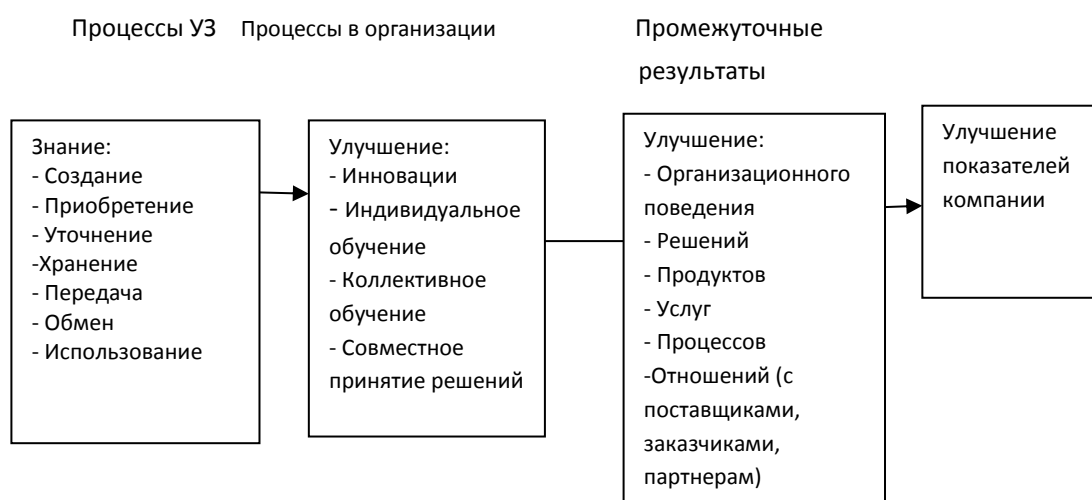 Процессы УЗ
Процессы в организации
Промежуточные
результаты
Знание:
- Создание
- Приобретение
- Уточнение
-Хранение
- Передача
- Обмен
- Использование
Улучшение:
- Инновации
- Индивидуальное
обучение
- Коллективное
обучение
- Совместное
принятие решений
Улучшение:
- Организационного
поведения
- Решений
- Продуктов
- Услуг
- Процессов
-Отношений (с
поставщиками,
заказчиками,
партнерам)
Улучшение
показателей
компании